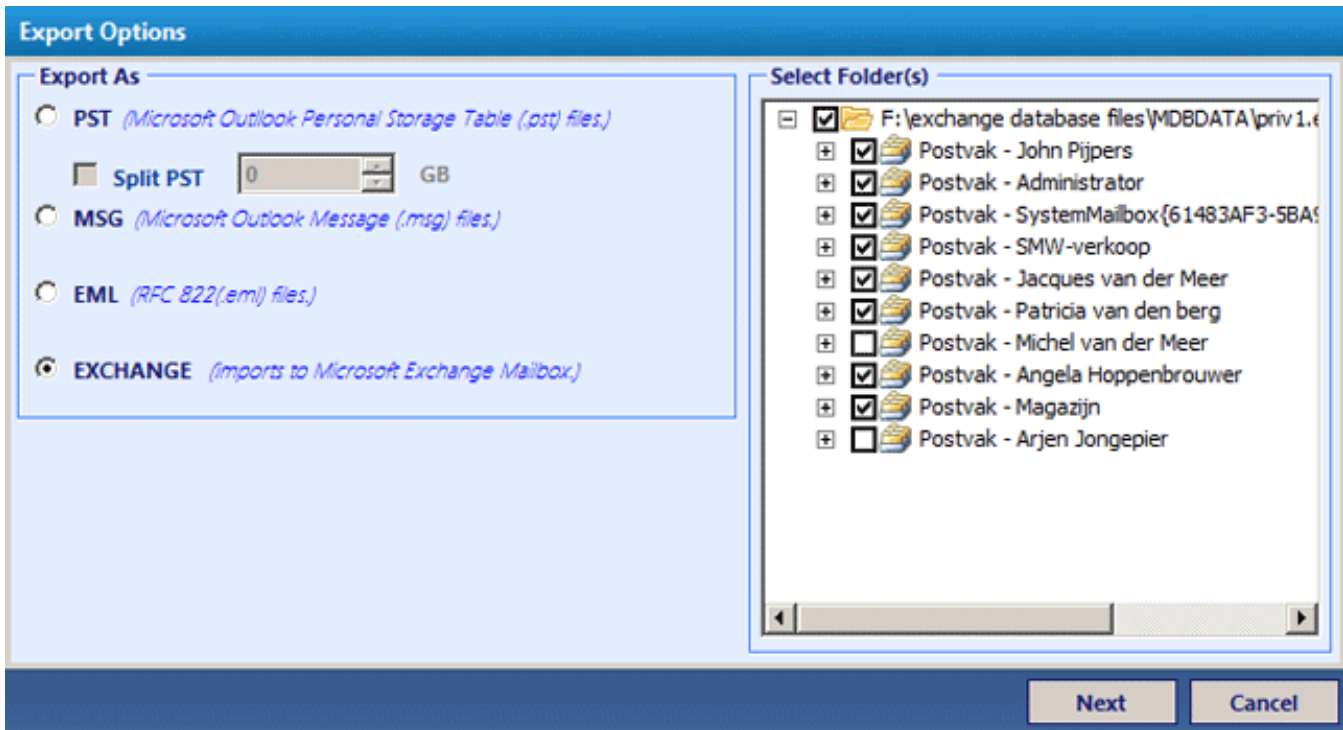 Export Options
Export As
PST (Microsoft Outllook Personal Storage Table (.pst) files.)
Split PST 0 GB
MSG (Microsoft Outlook Message (.msg) files.)
EML (RFC 822(.eml) files.)
EXCHANGE (imports to Microsoft Exchange Mailbox.)
Select Folder(s)
F:\exchange database files\MDBDATA\priv1.e
Postvak - John Pijpers
Postvak - Administrator
Postvak - SystemMailbox{61483AF3-5BA9
Postvak - SMW-verkoop
Postvak - Jacques van der Meer
Postvak - Patricia van den berg
Postvak - Michel van der Meer
Postvak - Angela Hoppenbrouwer
Postvak - Magazijn
Postvak - Arjen Jongepier
Next Cancel